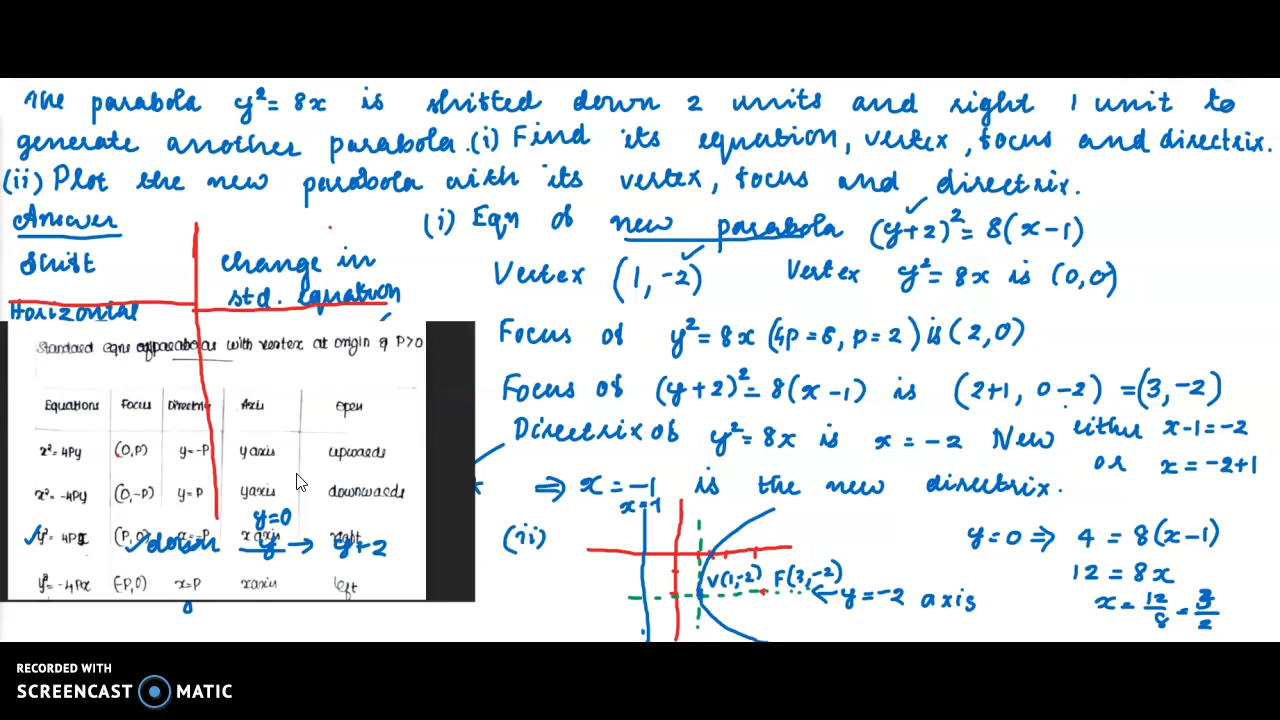 The parabola y² = 8x is shifted down 2 units and right 1 unit to
generate another parabola. (i) Find its equation, vertex, focus and directrix.
(ii) Plot the new parabola with its vertex, focus and directrix.
Answer
Shift change in
std. equation
Horizontal
Standard eqns of parabolas with vertex at origin & P>0
Equations Focus Directrix Axis Open
x² = 4Py (0,P) y=-P y axis upwards
x² = -4Py (0,-P) y=P y axis downwards
y=0
y² = 4Px (P,0) x=-P x axis right
down y → y+2
y² = -4Px (-P,0) x=P x axis left
(i) Eqn of new parabola (y+2)² = 8(x-1)
Vertex (1, -2) Vertex y² = 8x is (0,0)
Focus of y² = 8x (4p = 8, p = 2) is (2,0)
Focus of (y+2)² = 8(x-1) is (2+1, 0-2) = (3,-2)
Directrix of y² = 8x is x = -2 New either x-1 = -2
or x = -2+1
⇒ x = -1 is the new directrix.
x=-1
(ii)
V(1,-2) F(3,-2)
y = -2 axis
y=0 ⇒ 4 = 8(x-1)
12 = 8x
x = 12/8 = 3/2
RECORDED WITH
SCREENCAST MATIC